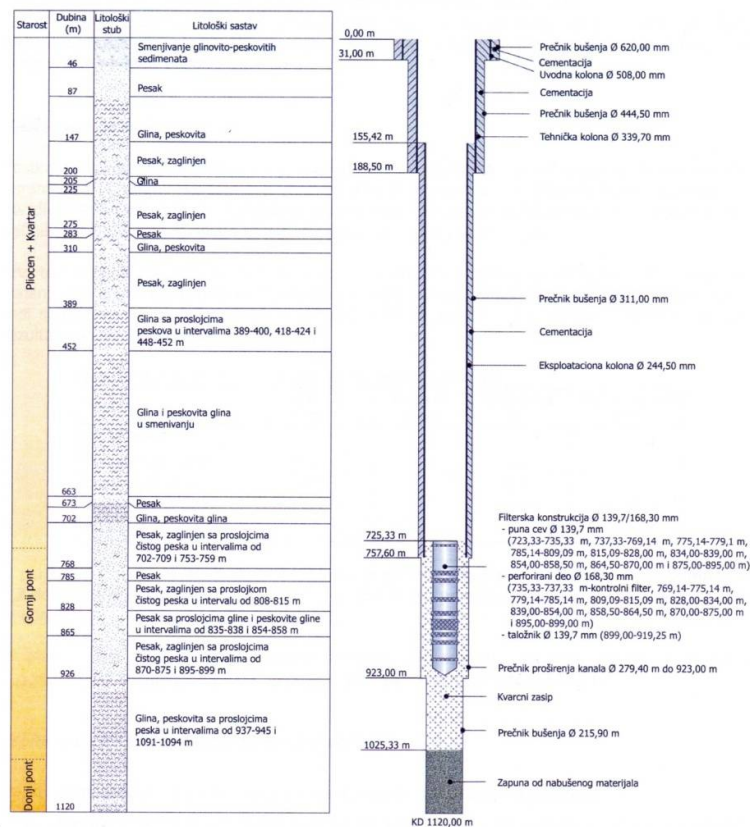 Starost
Dubina
(m)
Litološki
stub
Litološki sastav
Pliocen + Kvartar
Gornji pont
Donji pont
46
87
147
200
205
225
275
283
310
389
452
663
673
702
768
785
828
865
926
1120
Smenjivanje glinovito-peskovitih
sedimenata
Pesak
Glina, peskovita
Pesak, zaglinjen
Glina
Pesak, zaglinjen
Pesak
Glina, peskovita
Pesak, zaglinjen
Glina sa proslojcima
peskova u intervalima 389-400, 418-424 i
448-452 m
Glina i peskovita glina
u smenivanju
Pesak
Glina, peskovita glina
Pesak, zaglinjen sa proslojcima
čistog peska u intervalima od
702-709 i 753-759 m
Pesak
Pesak, zaglinjen sa proslojkom
čistog peska u intervalu od 808-815 m
Pesak sa proslojcima gline i peskovite gline
u intervalima od 835-838 i 854-858 m
Pesak, zaglinjen sa proslojcima
čistog peska u intervalima od
870-875 i 895-899 m
Glina, peskovita sa proslojcima
peska u intervalima od 937-945 i
1091-1094 m
0,00 m
31,00 m
155,42 m
188,50 m
725,33 m
757,60 m
923,00 m
1025,33 m
KD 1120,00 m
Prečnik bušenja Ø 620,00 mm
Cementacija
Uvodna kolona Ø 508,00 mm
Cementacija
Prečnik bušenja Ø 444,50 mm
Tehnička kolona Ø 339,70 mm
Prečnik bušenja Ø 311,00 mm
Cementacija
Eksploataciona kolona Ø 244,50 mm
Filterska konstrukcija Ø 139,7/168,30 mm
- puna cev Ø 139,7 mm
(723,33-735,33 m, 737,33-769,14 m, 775,14-779,1 m,
785,14-809,09 m, 815,09-828,00 m, 834,00-839,00 m,
854,00-858,50 m, 864,50-870,00 m i 875,00-895,00 m)
- perforirani deo Ø 168,30 mm
(735,33-737,33 m-kontrolni filter, 769,14-775,14 m,
779,14-785,14 m, 809,09-815,09 m, 828,00-834,00 m,
839,00-854,00 m, 858,50-864,50 m, 870,00-875,00 m
i 895,00-899,00 m)
- taložnik Ø 139,7 mm (899,00-919,25 m)
Prečnik proširenja kanala Ø 279,40 m do 923,00 m
Kvarcni zasip
Prečnik bušenja Ø 215,90 mm
Zapuna od nabušenog materijala